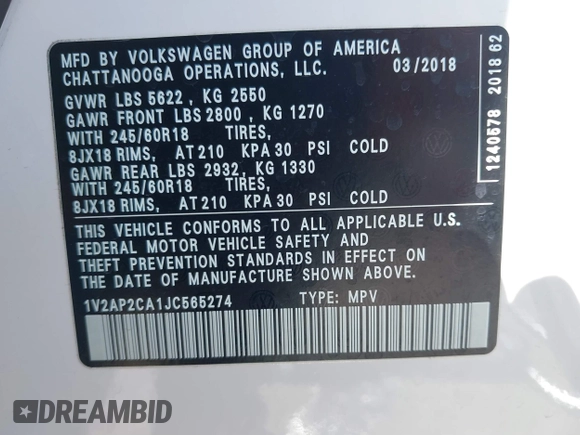 MFD BY VOLKSWAGEN GROUP OF AMERICA
CHATTANOOGA OPERATIONS, LLC. 03/2018
GVWR LBS 5622 , KG 2550
GAWR FRONT LBS 2800 , KG 1270
WITH 245/60R18 TIRES,
8JX18 RIMS, AT 210 KPA 30 PSI COLD
GAWR REAR LBS 2932, KG 1330
WITH 245/60R18 TIRES,
8JX18 RIMS, AT 210 KPA 30 PSI COLD
THIS VEHICLE CONFORMS TO ALL APPLICABLE U.S.
FEDERAL MOTOR VEHICLE SAFETY AND
THEFT PREVENTION STANDARDS IN EFFECT ON
THE DATE OF MANUFACTURE SHOWN ABOVE.
1V2AP2CA1JC565274 TYPE: MPV
1240578 2018 62
DREAMBID